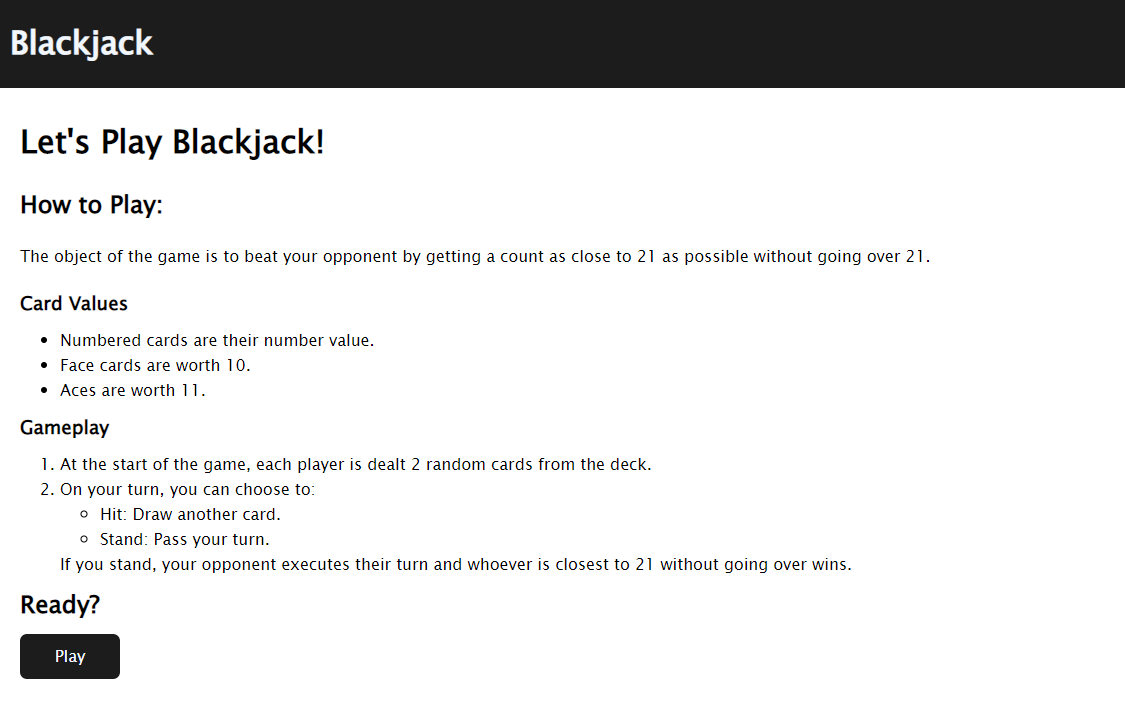 Blackjack
Let's Play Blackjack!
How to Play:
The object of the game is to beat your opponent by getting a count as close to 21 as possible without going over 21.
Card Values
Numbered cards are their number value.
Face cards are worth 10.
Aces are worth 11.
Gameplay
1. At the start of the game, each player is dealt 2 random cards from the deck.
2. On your turn, you can choose to:
Hit: Draw another card.
Stand: Pass your turn.
If you stand, your opponent executes their turn and whoever is closest to 21 without going over wins.
Ready?
Play